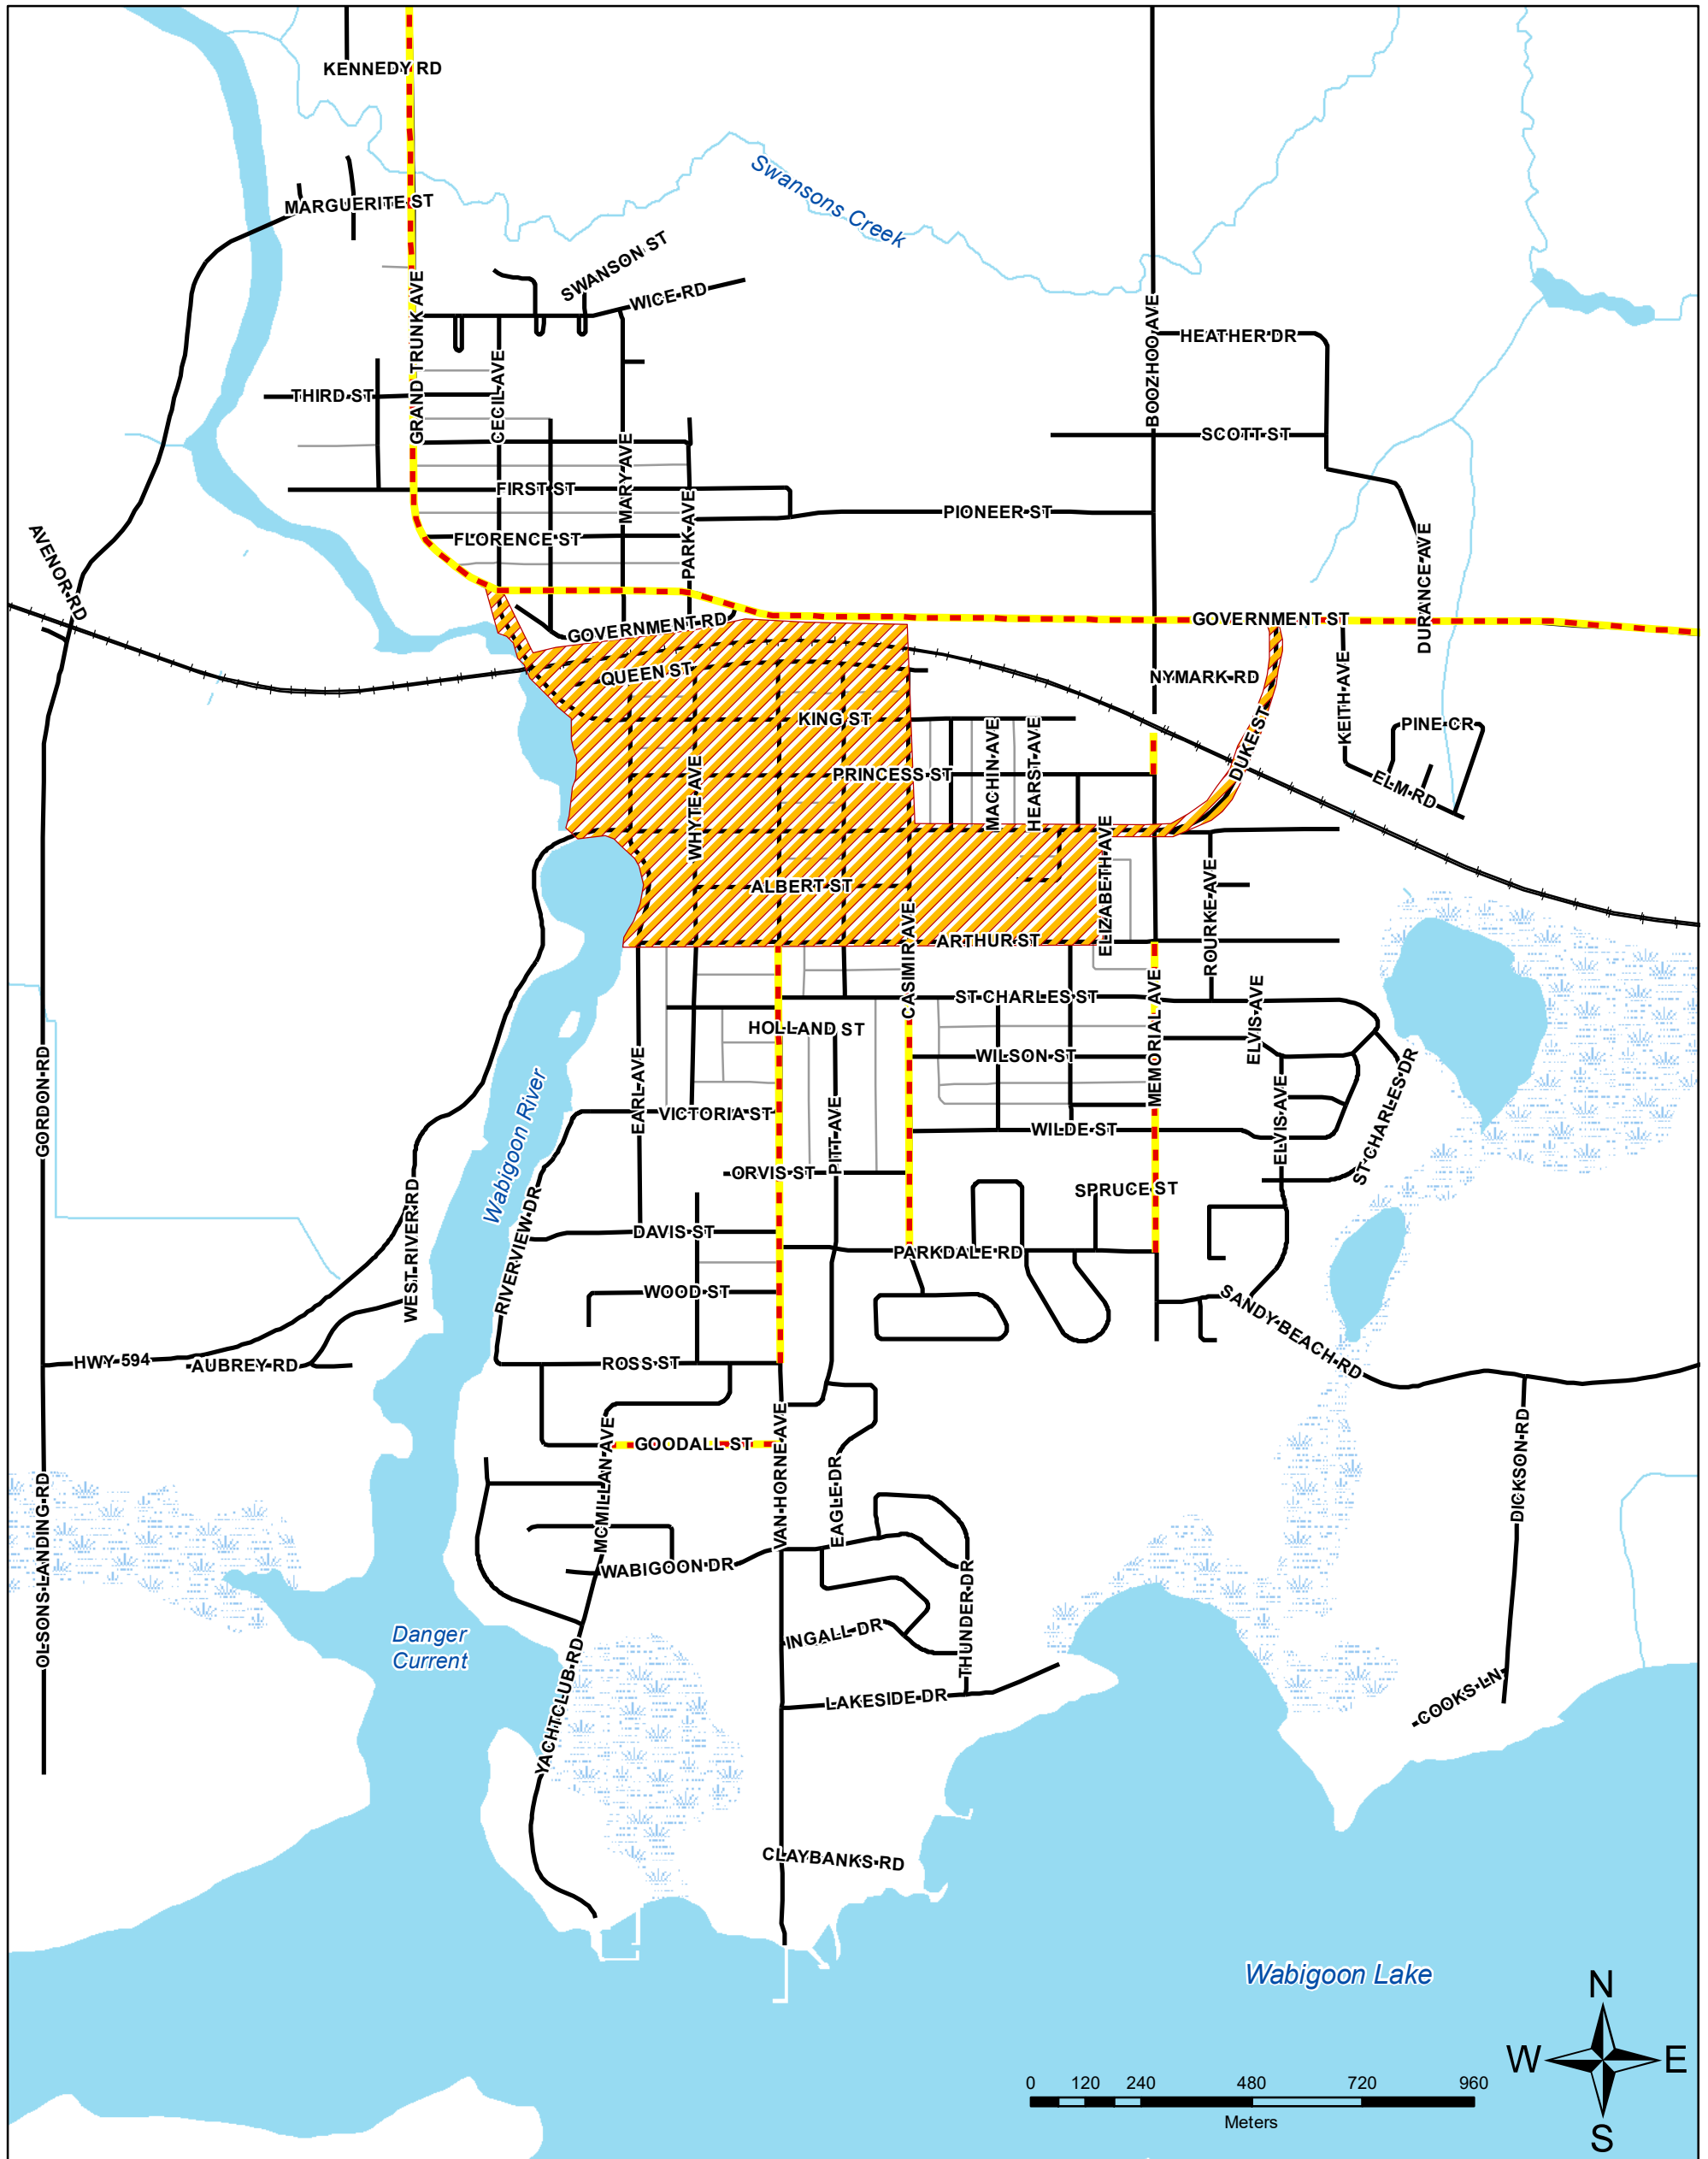 KENNEDY RD
Swansons Creek
MARGUERITE ST
SWANSON ST
WICE RD
GRAND TRUNK AVE
BOOZHOO AVE
HEATHER DR
THIRD ST
CECIL AVE
MARY AVE
SCOTT ST
FIRST ST
PARK AVE
PIONEER ST
FLORENCE ST
AVENOR RD
DURANCE AVE
GOVERNMENT RD
GOVERNMENT ST
QUEEN ST
NYMARK RD
KEITH AVE
KING ST
PINE CR
MACHIN AVE
HEARST AVE
DUKE ST
PRINCESS ST
ELM RD
WHYTE AVE
ELIZABETH AVE
ROURKE AVE
ALBERT ST
CASIMIR AVE
ARTHUR ST
ST CHARLES ST
MEMORIAL AVE
ELVIS AVE
HOLLAND ST
GORDON RD
EARL AVE
WILSON ST
Wabigoon River
VICTORIA ST
PITT AVE
WILDE ST
ELVIS AVE
ST CHARLES DR
ORVIS ST
SPRUCE ST
WEST RIVER RD
RIVERVIEW DR
DAVIS ST
PARKDALE RD
WOOD ST
SANDY BEACH RD
HWY 594
AUBREY RD
ROSS ST
MCMILLAN AVE
GOODALL ST
VAN HORNE AVE
EAGLE DR
DICKSON RD
OLSONS LANDING RD
WABIGOON DR
THUNDER DR
Danger
Current
INGALL DR
YACHTCLUB RD
LAKESIDE DR
COOKS LN
CLAYBANKS RD
Wabigoon Lake
N
W
E
S
0 120 240 480 720 960
Meters